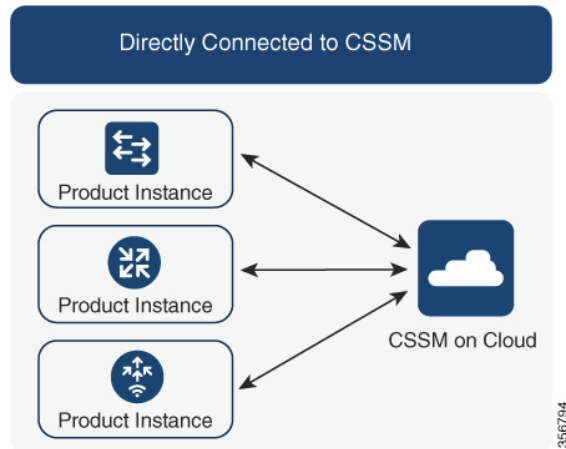 Directly Connected to CSSM
Product Instance
Product Instance
CSSM on Cloud
Product Instance
356794